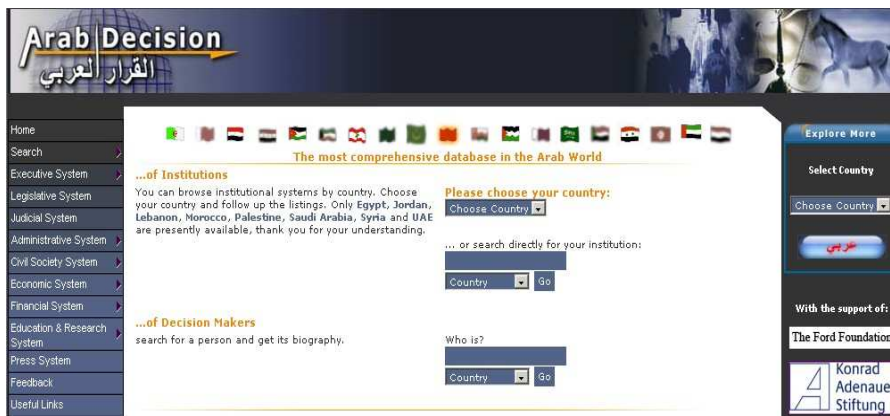 Arab Decision
القرار العربي
Home
Search
Executive System
Legislative System
Judicial System
Administrative System
Civil Society System
Economic System
Financial System
Education & Research
System
Press System
Feedback
Useful Links
The most comprehensive database in the Arab World
...of Institutions
You can browse institutional systems by country. Choose
your country and follow up the listings. Only Egypt, Jordan,
Lebanon, Morocco, Palestine, Saudi Arabia, Syria and UAE
are presently available, thank you for your understanding.
Please choose your country:
Choose Country
... or search directly for your institution:
Country Go
...of Decision Makers
search for a person and get its biography.
Who is?
Country Go
Explore More
Select Country
Choose Country
عربي
With the support of:
The Ford Foundation
Konrad
Adenaue
Stiftung